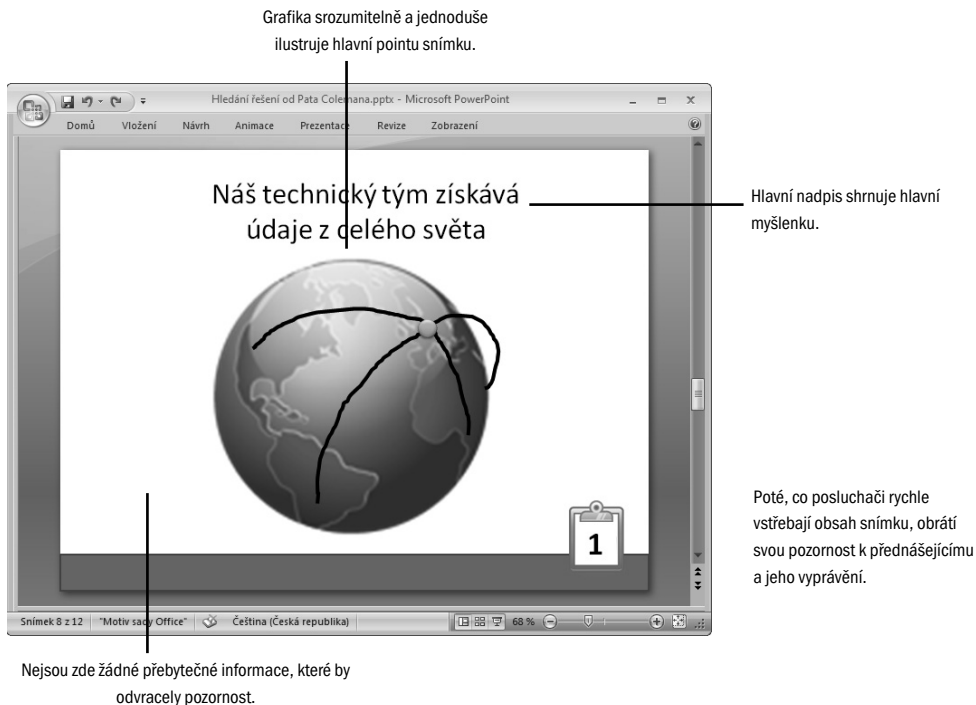 Grafika srozumitelně a jednoduše
ilustruje hlavní pointu snímku.
Hledání řešení od Pata Colemana.pptx - Microsoft PowerPoint
Domů Vložení Návrh Animace Prezentace Revize Zobrazení
Náš technický tým získává
údaje z celého světa
Hlavní nadpis shrnuje hlavní
myšlenku.
1
Poté, co posluchači rychle
vstřebají obsah snímku, obrátí
svou pozornost k přednášejícímu
a jeho vyprávění.
Snímek 8 z 12 "Motiv sady Office" Čeština (Česká republika) 68 %
Nejsou zde žádné přebytečné informace, které by
odvracely pozornost.